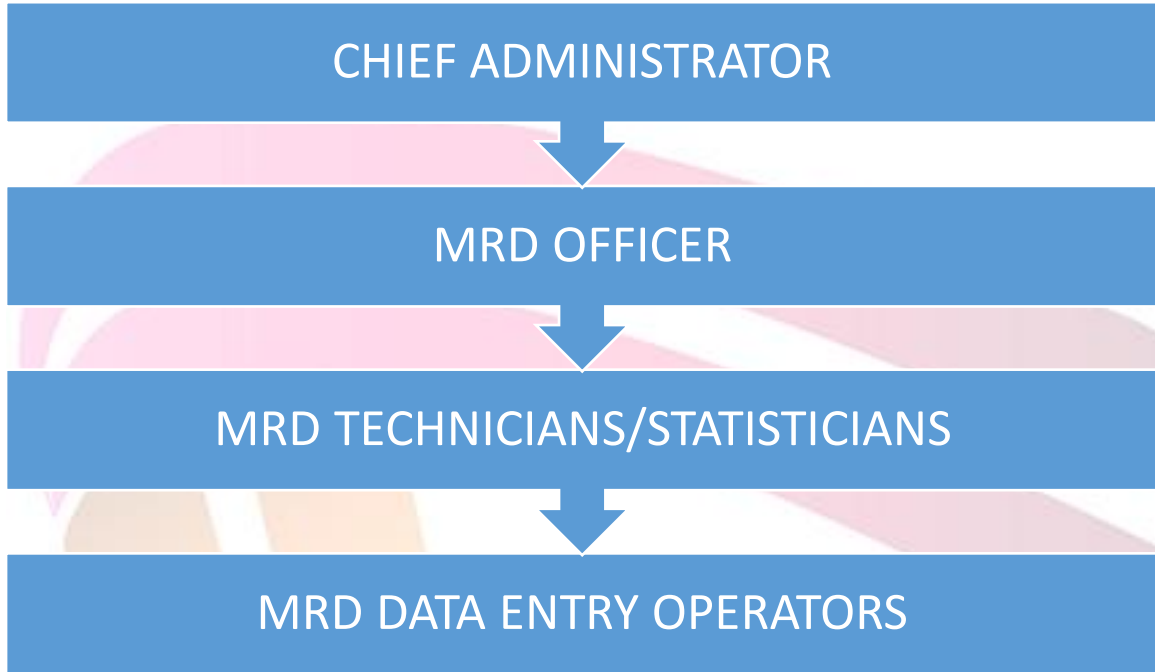 CHIEF ADMINISTRATOR
MRD OFFICER
MRD TECHNICIANS/STATISTICIANS
MRD DATA ENTRY OPERATORS